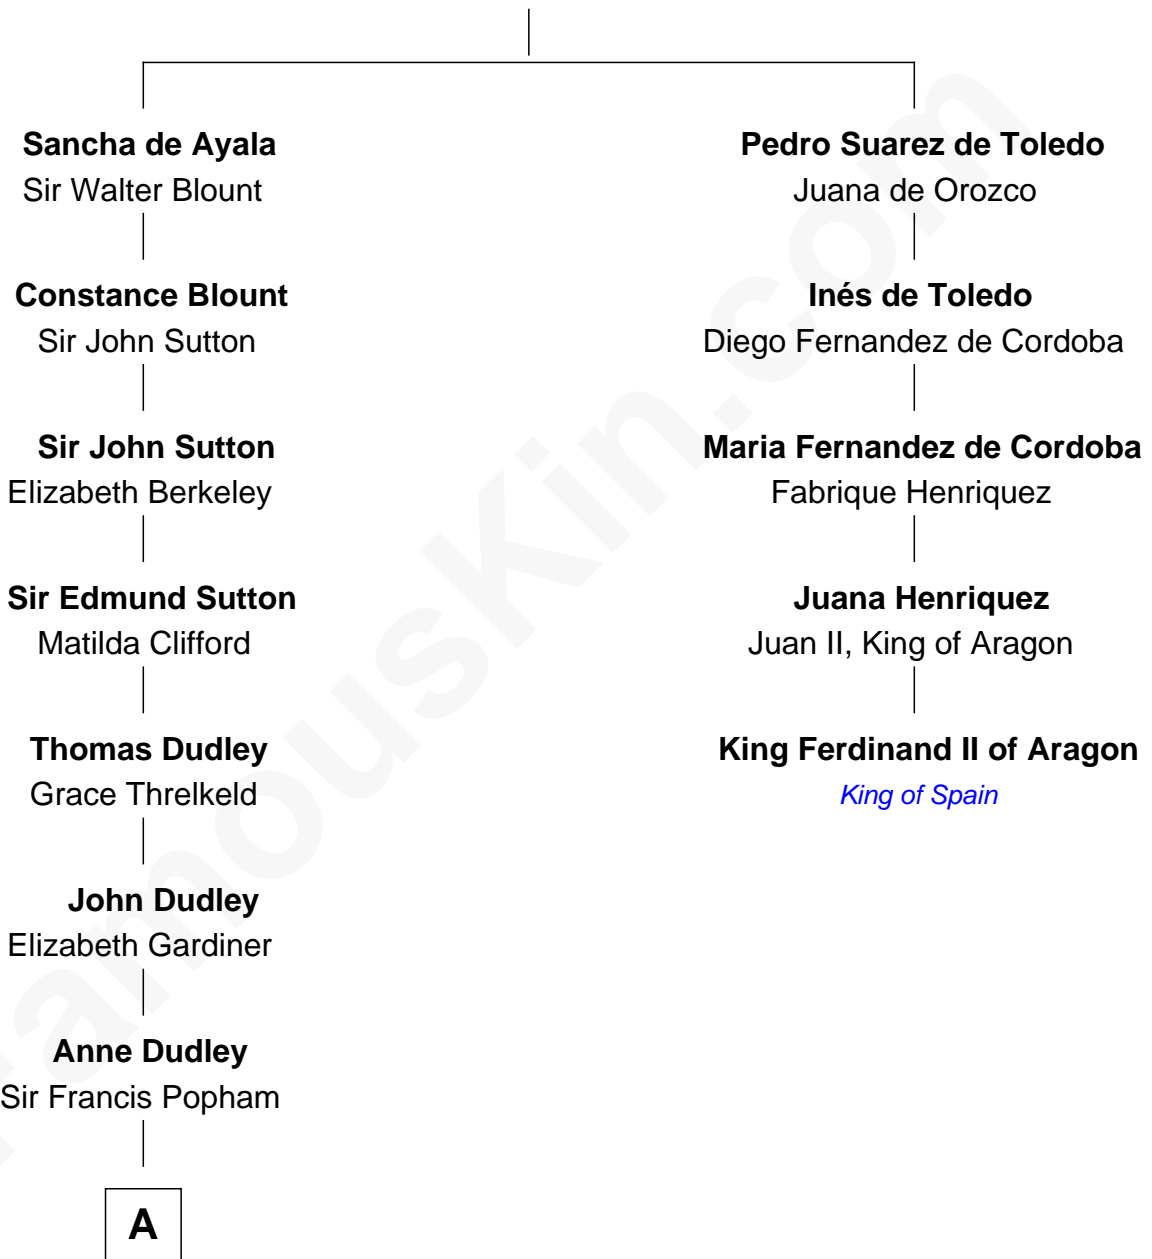 Sancha de Ayala
Sir Walter Blount
Constance Blount
Sir John Sutton
Sir John Sutton
Elizabeth Berkeley
Sir Edmund Sutton
Matilda Clifford
Thomas Dudley
Grace Threlkeld
John Dudley
Elizabeth Gardiner
Anne Dudley
Sir Francis Popham
A
Pedro Suarez de Toledo
Juana de Orozco
Inés de Toledo
Diego Fernandez de Cordoba
Maria Fernandez de Cordoba
Fabrique Henriquez
Juana Henriquez
Juan II, King of Aragon
King Ferdinand II of Aragon
King of Spain
FamousKin.com